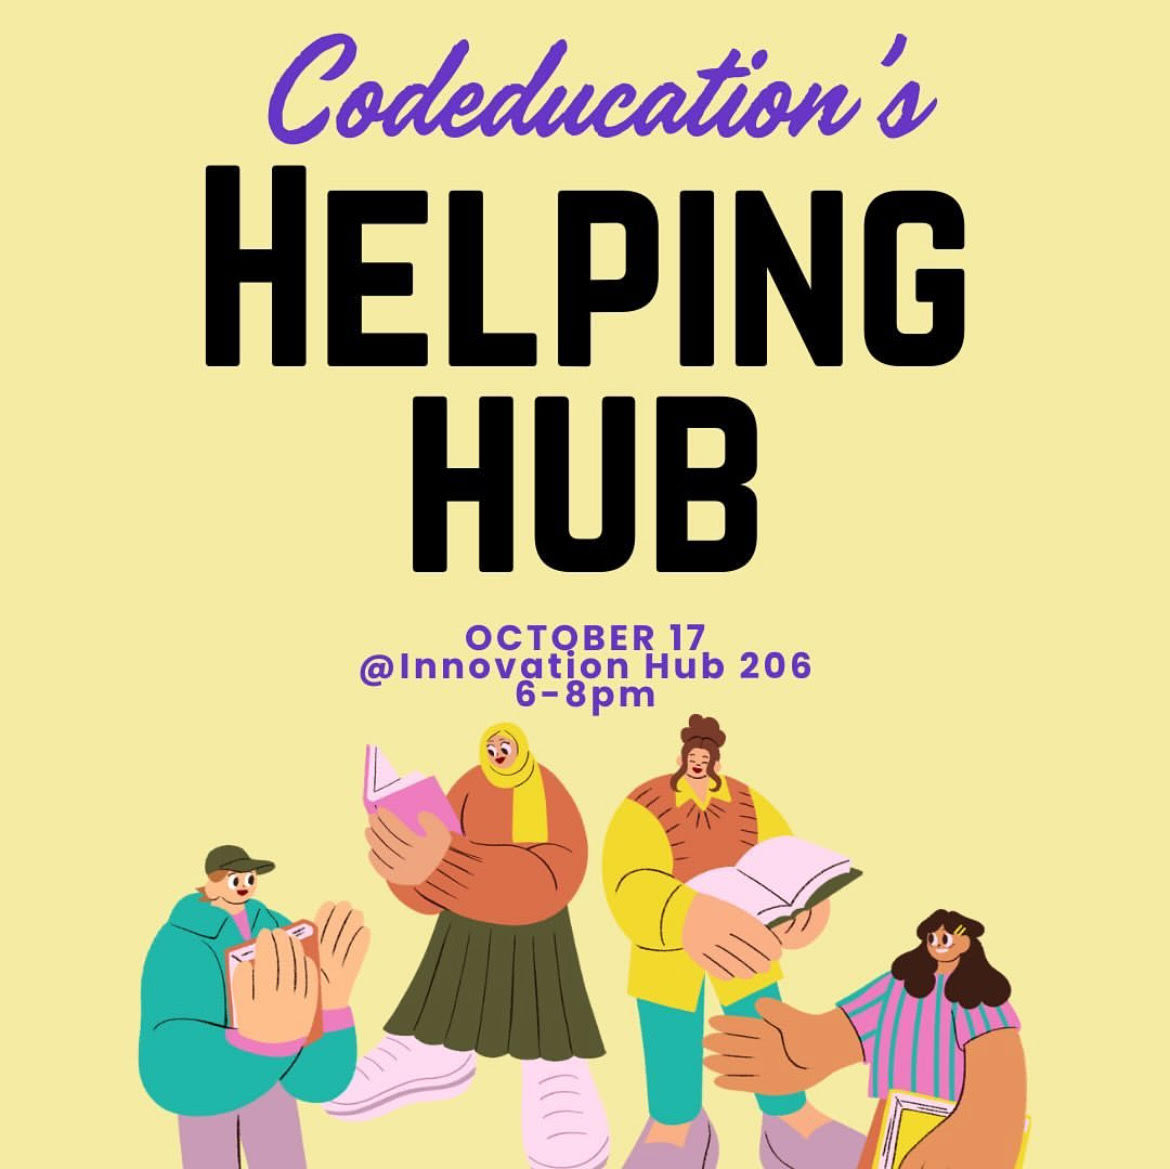 Codeducation's
HELPING
HUB
OCTOBER 17
@Innovation Hub 206
6-8pm